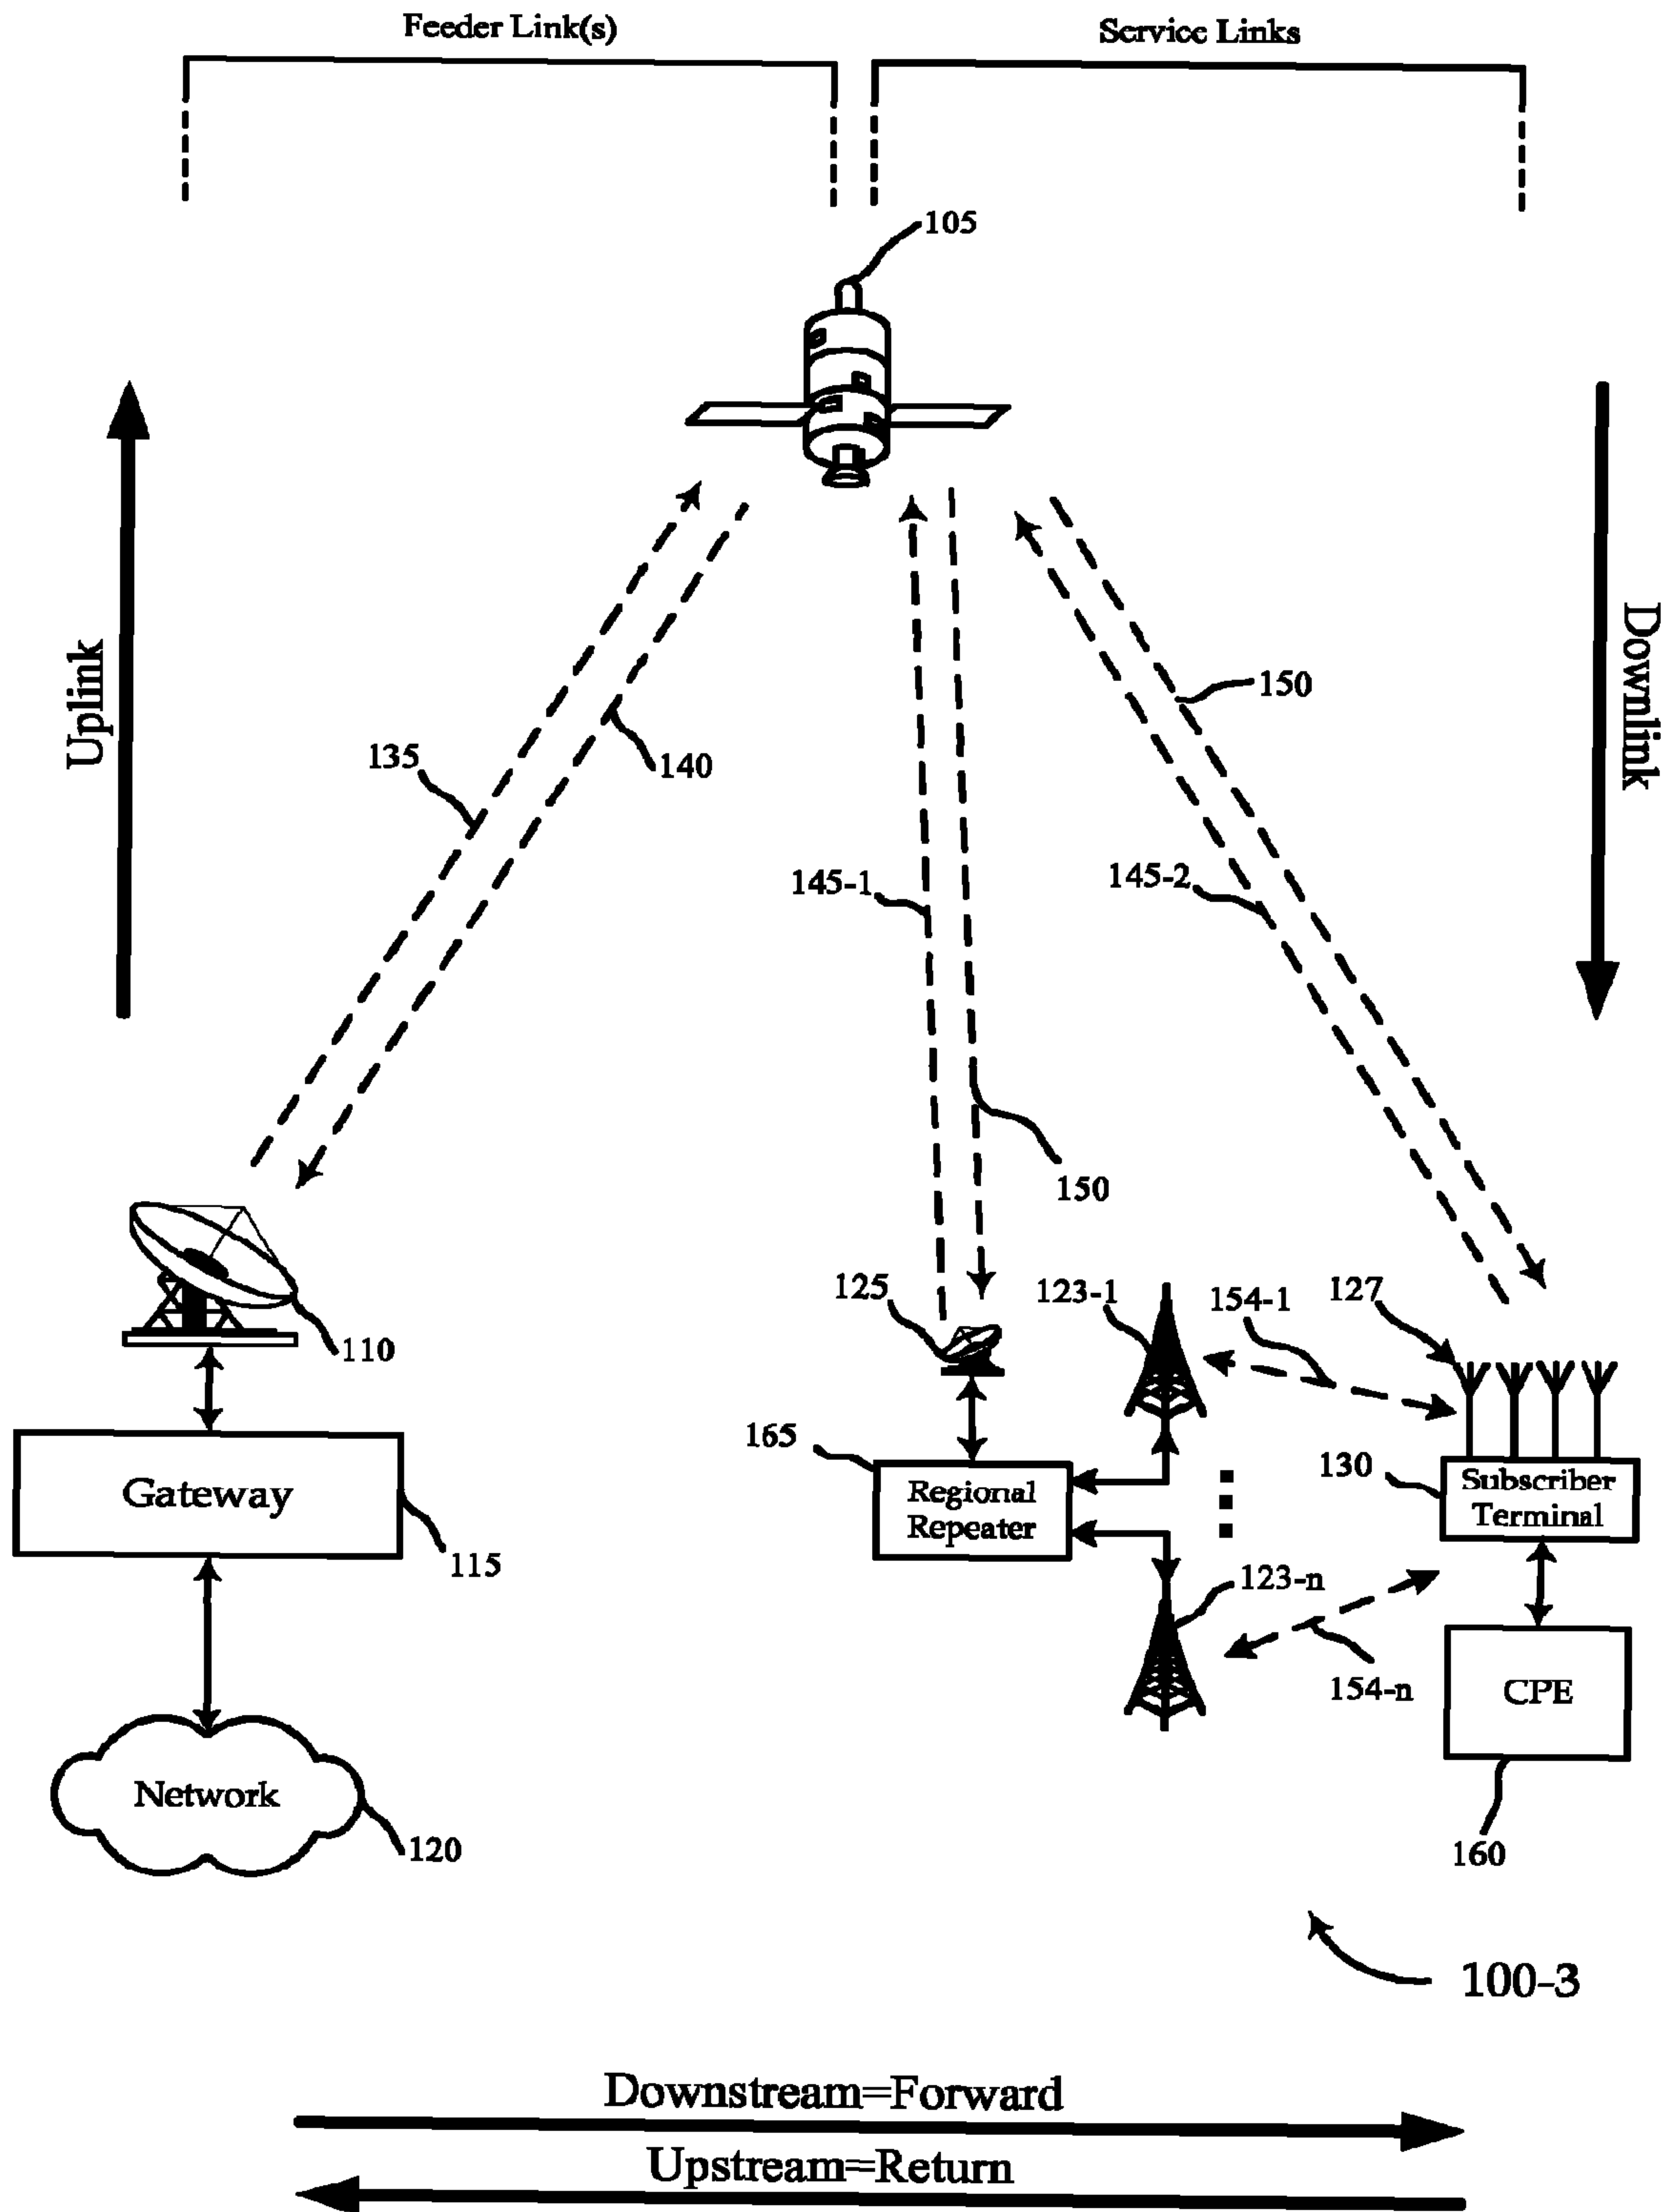 Feeder Link(s)
Service Links
105
Uplink
Downlink
150
135
140
145-1
145-2
150
125
123-1
154-1
127
110
165
130
Gateway
Regional
Repeater
Subscriber
Terminal
115
123-n
154-n
CPE
Network
120
160
100-3
Downstream=Forward
Upstream=Return